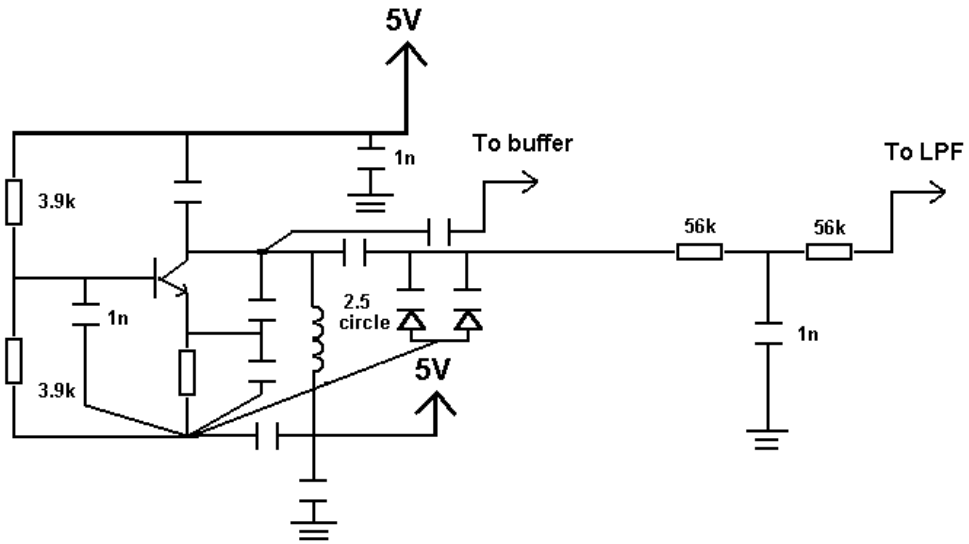 5V
To buffer
1n
To LPF
3.9k
56k
56k
1n
2.5
circle
1n
3.9k
5V